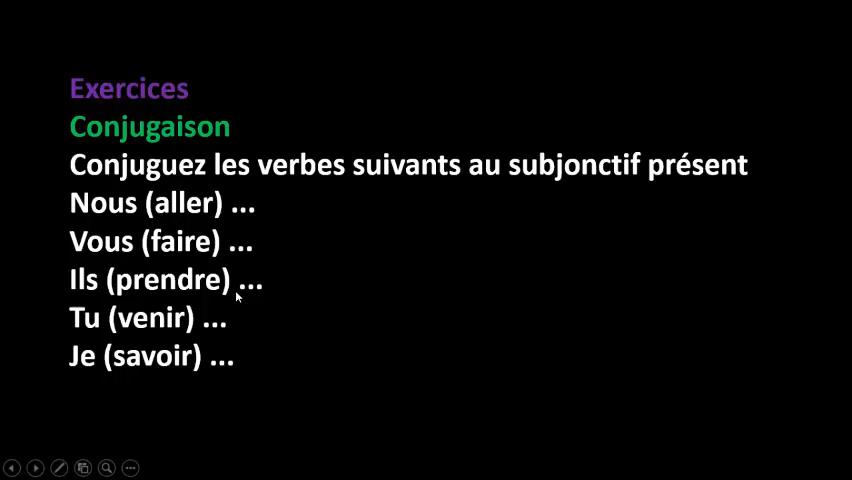 Exercices
Conjugaison
Conjuguez les verbes suivants au subjonctif présent
Nous (aller) ...
Vous (faire) ...
Ils (prendre) ...
Tu (venir) ...
Je (savoir) ...